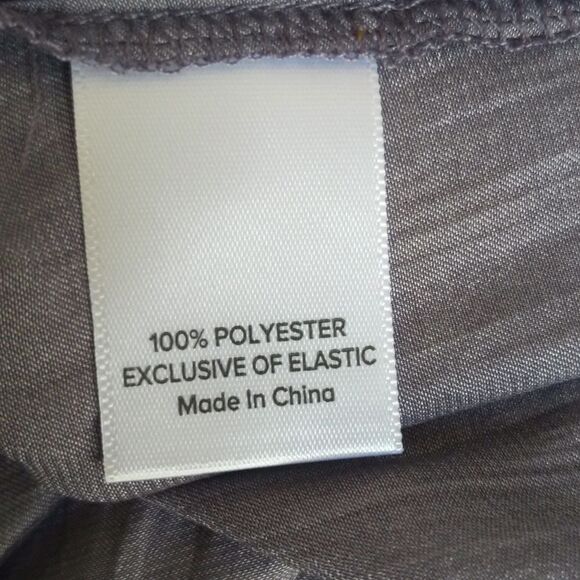 100% POLYESTER
EXCLUSIVE OF ELASTIC
Made In China